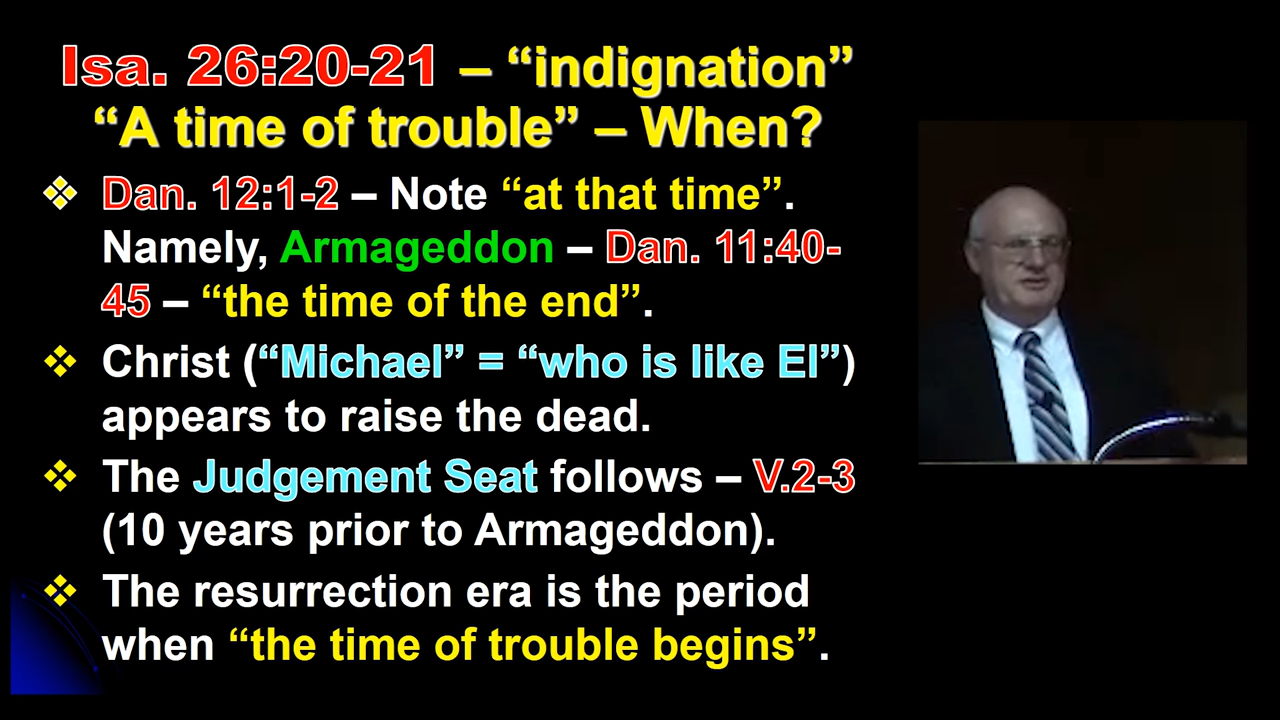 Isa. 26:20-21 – “indignation”
“A time of trouble” – When?
Dan. 12:1-2 – Note “at that time”.
Namely, Armageddon – Dan. 11:40-
45 – “the time of the end”.
Christ (“Michael” = “who is like El”)
appears to raise the dead.
The Judgement Seat follows – V.2-3
(10 years prior to Armageddon).
The resurrection era is the period
when “the time of trouble begins”.